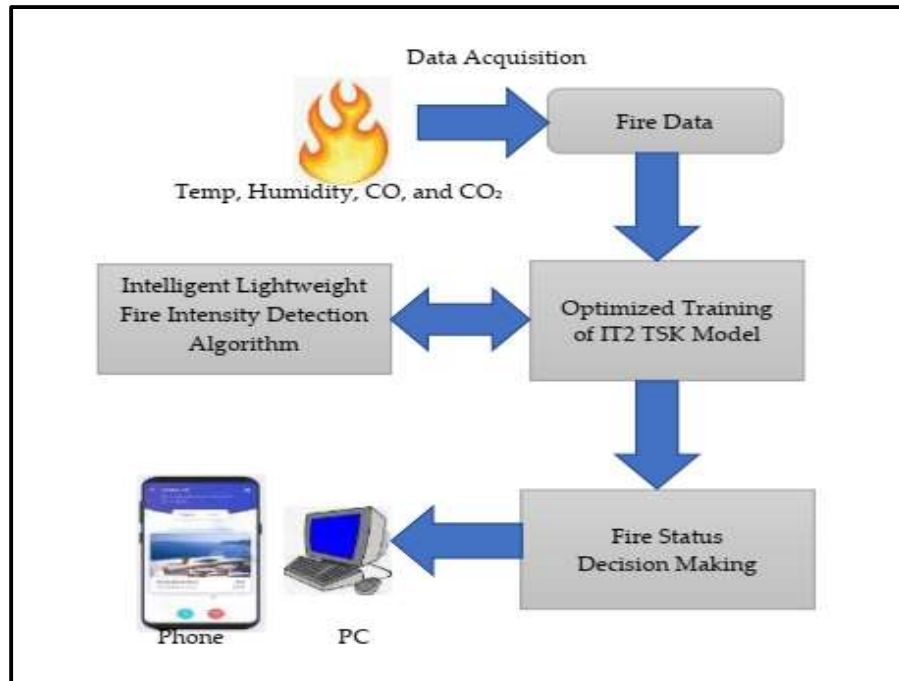 Data Acquisition
Fire Data
Temp, Humidity, CO, and CO₂
Intelligent Lightweight
Fire Intensity Detection
Algorithm
Optimized Training
of IT2 TSK Model
Fire Status
Decision Making
Phone
PC